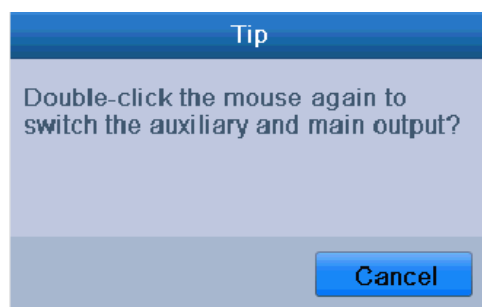 Tip
Double-click the mouse again to
switch the auxiliary and main output?
Cancel